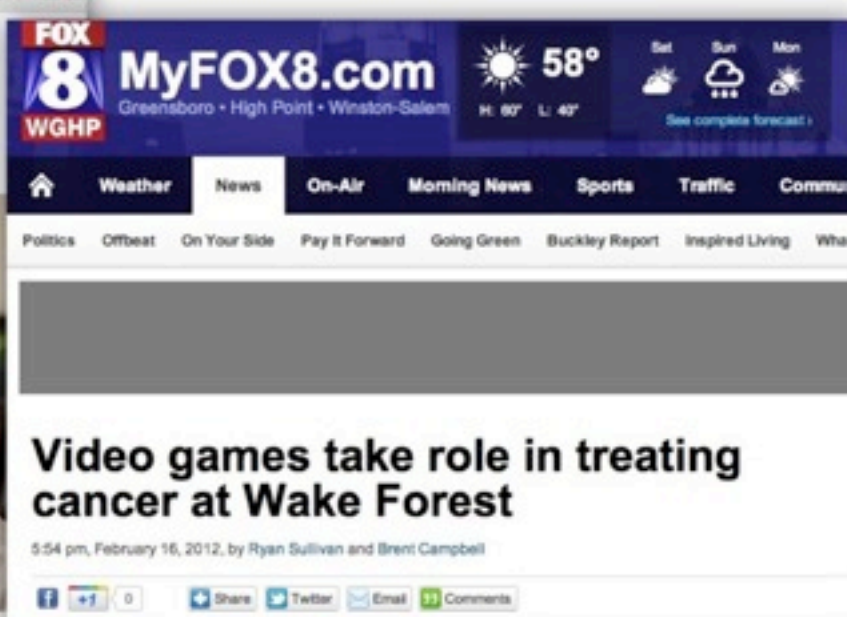 FOX
8
WGHP
MyFOX8.com
Greensboro • High Point • Winston-Salem
58°
H: 60° L: 40°
Sat Sun Mon
See complete forecast ›
Weather News On-Air Morning News Sports Traffic Commu
Politics Offbeat On Your Side Pay It Forward Going Green Buckley Report Inspired Living Wha
Video games take role in treating
cancer at Wake Forest
5:54 pm, February 16, 2012, by Ryan Sullivan and Brent Campbell
f +1 0 Share Twitter Email 33 Comments